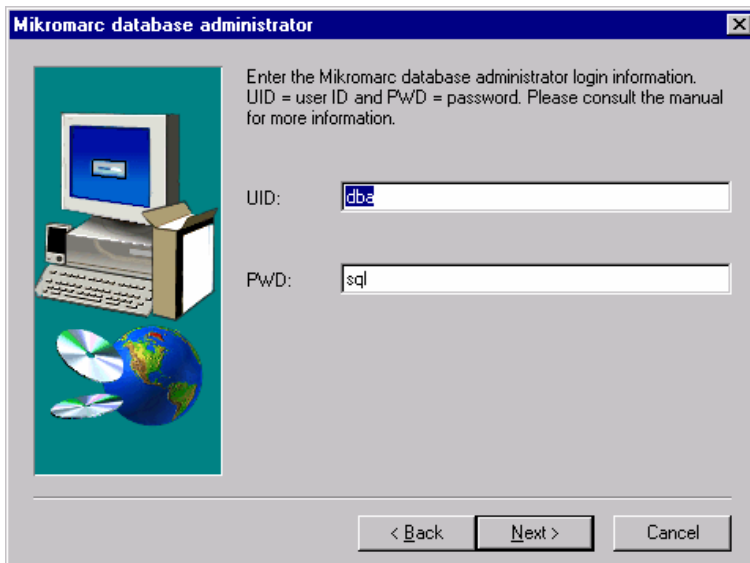 Mikromarc database administrator
Enter the Mikromarc database administrator login information.
UID = user ID and PWD = password. Please consult the manual
for more information.
UID:
dba
PWD:
sql
< Back
Next >
Cancel